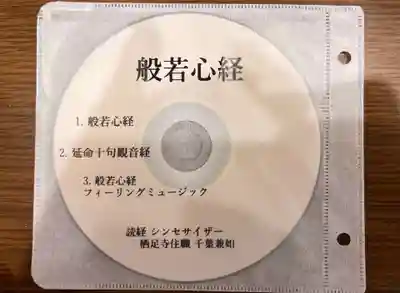 般若心経
1. 般若心経
2. 延命十句観音経
3. 般若心経
フィーリングミュージック
読経 シンセサイザー
栖足寺住職 千葉兼如